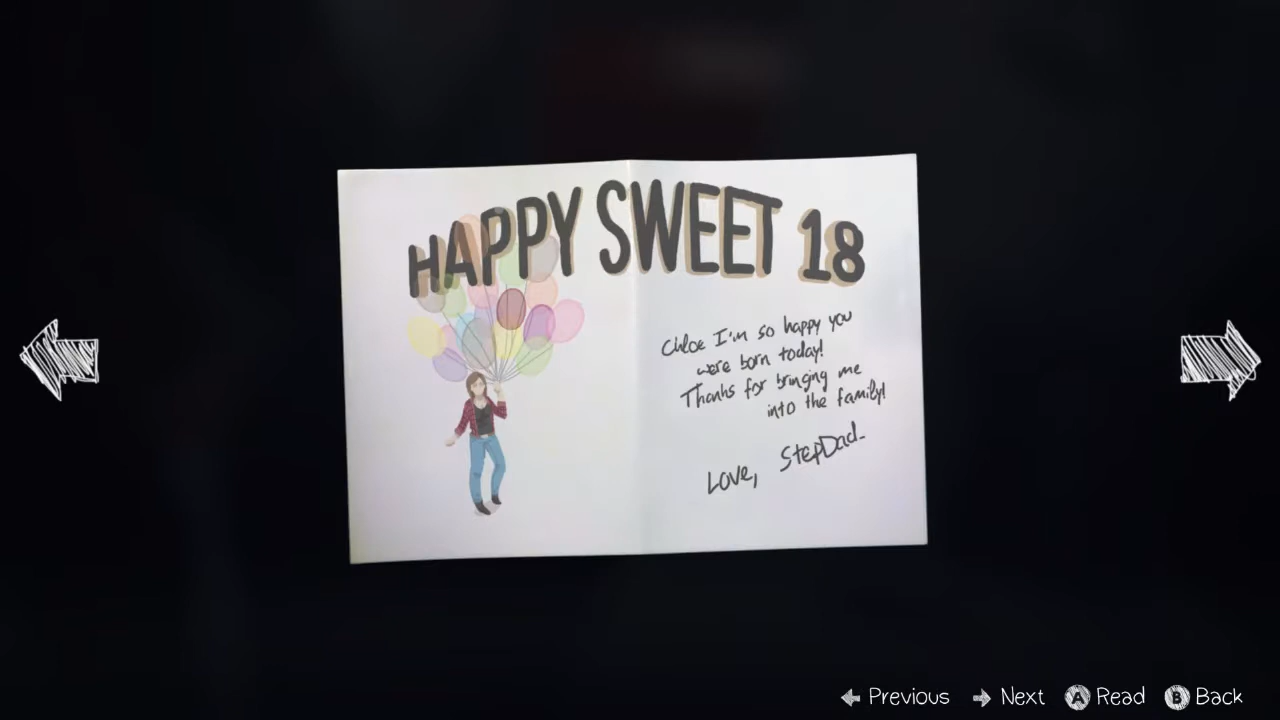 HAPPY SWEET 18
Chloe I'm so happy you
were born today!
Thanks for bringing me
into the family!
Love, StepDad
Previous Next A Read B Back